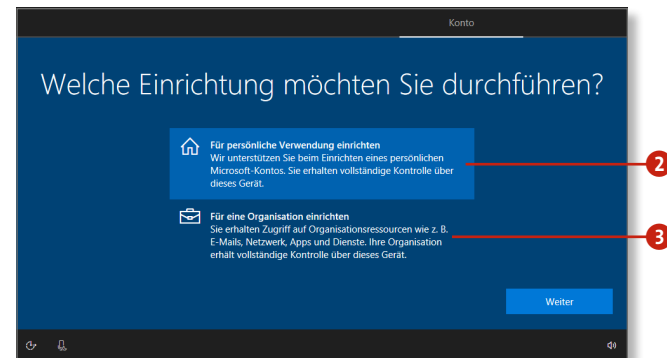 Konto
Welche Einrichtung möchten Sie durchführen?
Für persönliche Verwendung einrichten
Wir unterstützen Sie beim Einrichten eines persönlichen
Microsoft-Kontos. Sie erhalten vollständige Kontrolle über
dieses Gerät.
2
Für eine Organisation einrichten
Sie erhalten Zugriff auf Organisationsressourcen wie z. B.
E-Mails, Netzwerk, Apps und Dienste. Ihre Organisation
erhält vollständige Kontrolle über dieses Gerät.
3
Weiter